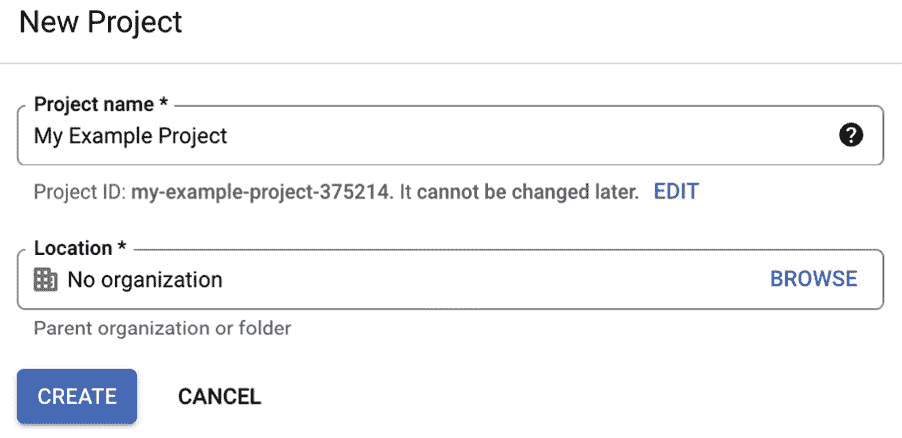 New Project
Project name *
My Example Project
Project ID: my-example-project-375214. It cannot be changed later. EDIT
Location *
No organization BROWSE
Parent organization or folder
CREATE CANCEL